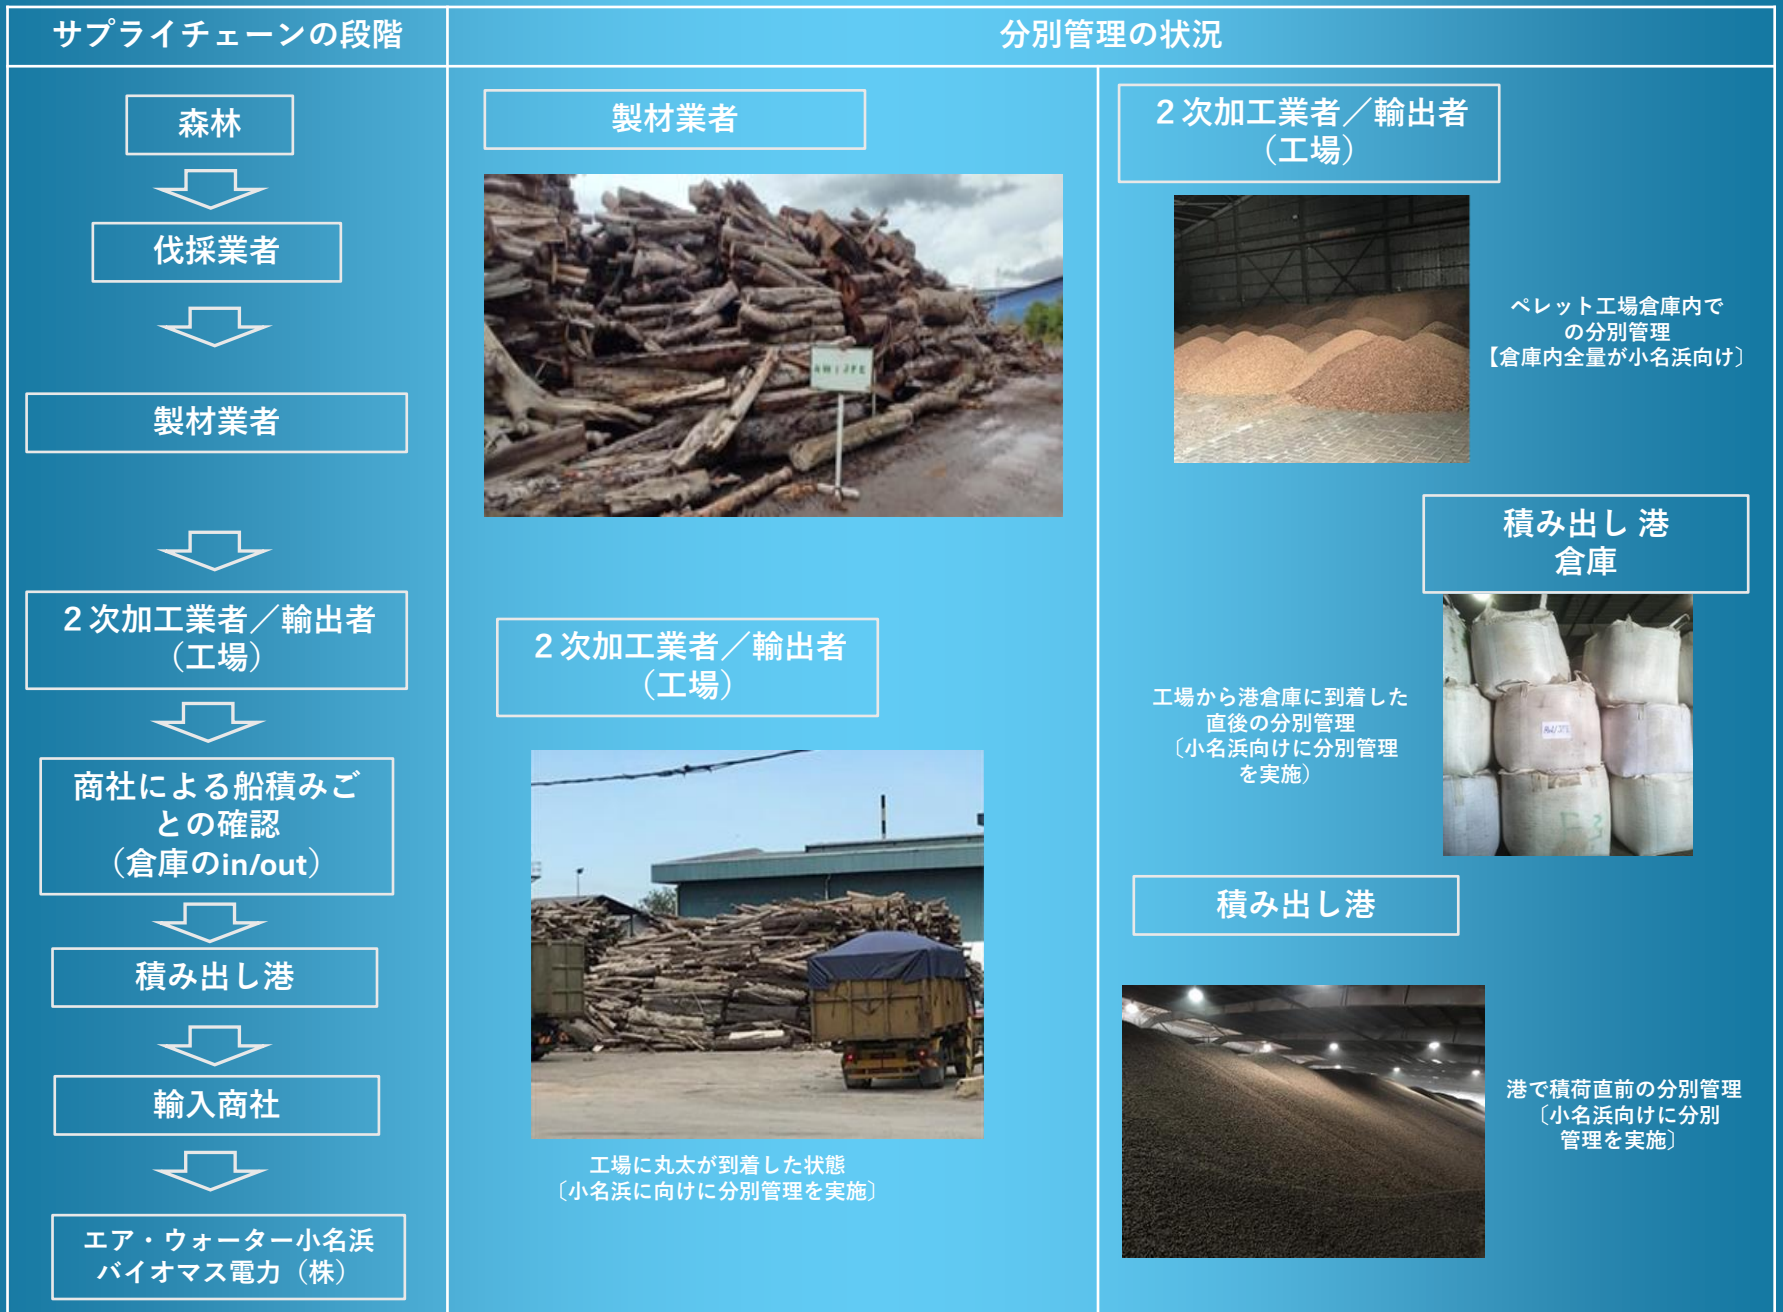 サプライチェーンの段階
分別管理の状況
森林
伐採業者
製材業者
２次加工業者／輸出者
（工場）
商社による船積みご
との確認
（倉庫のin/out）
積み出し港
輸入商社
エア・ウォーター小名浜
バイオマス電力（株）
製材業者
AW / JFE
２次加工業者／輸出者
（工場）
工場に丸太が到着した状態
〔小名浜に向けに分別管理を実施〕
２次加工業者／輸出者
（工場）
ペレット工場倉庫内で
の分別管理
【倉庫内全量が小名浜向け〕
積み出し 港
倉庫
工場から港倉庫に到着した
直後の分別管理
〔小名浜向けに分別管理
を実施）
積み出し港
港で積荷直前の分別管理
〔小名浜向けに分別
管理を実施〕